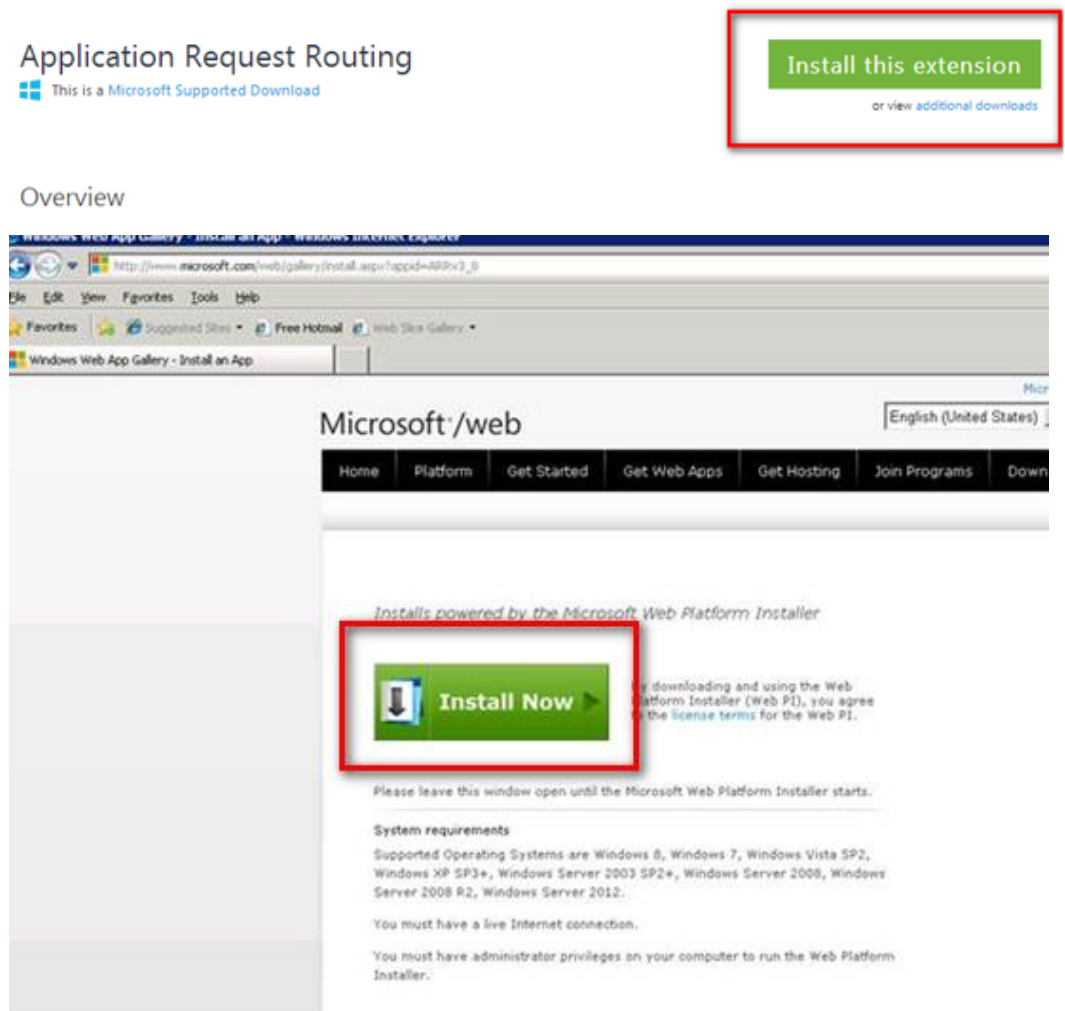 Application Request Routing
Install this extension
This is a Microsoft Supported Download
or view additional downloads
Overview
Windows Web App Gallery - Install an App - Windows Internet Explorer
http://www.microsoft.com/web/gallery/install.aspx?appid=ARRv3_0
File Edit View Favorites Tools Help
Favorites Suggested Sites Free Hotmail Web Slice Gallery
Windows Web App Gallery - Install an App
Micr
Microsoft /web
English (United States)
Home Platform Get Started Get Web Apps Get Hosting Join Programs Down
Installs powered by the Microsoft Web Platform Installer
Install Now
y downloading and using the Web
latform Installer (Web PI), you agree
o the license terms for the Web PI.
Please leave this window open until the Microsoft Web Platform Installer starts.
System requirements
Supported Operating Systems are Windows 8, Windows 7, Windows Vista SP2,
Windows XP SP3+, Windows Server 2003 SP2+, Windows Server 2008, Windows
Server 2008 R2, Windows Server 2012.
You must have a live Internet connection.
You must have administrator privileges on your computer to run the Web Platform
Installer.